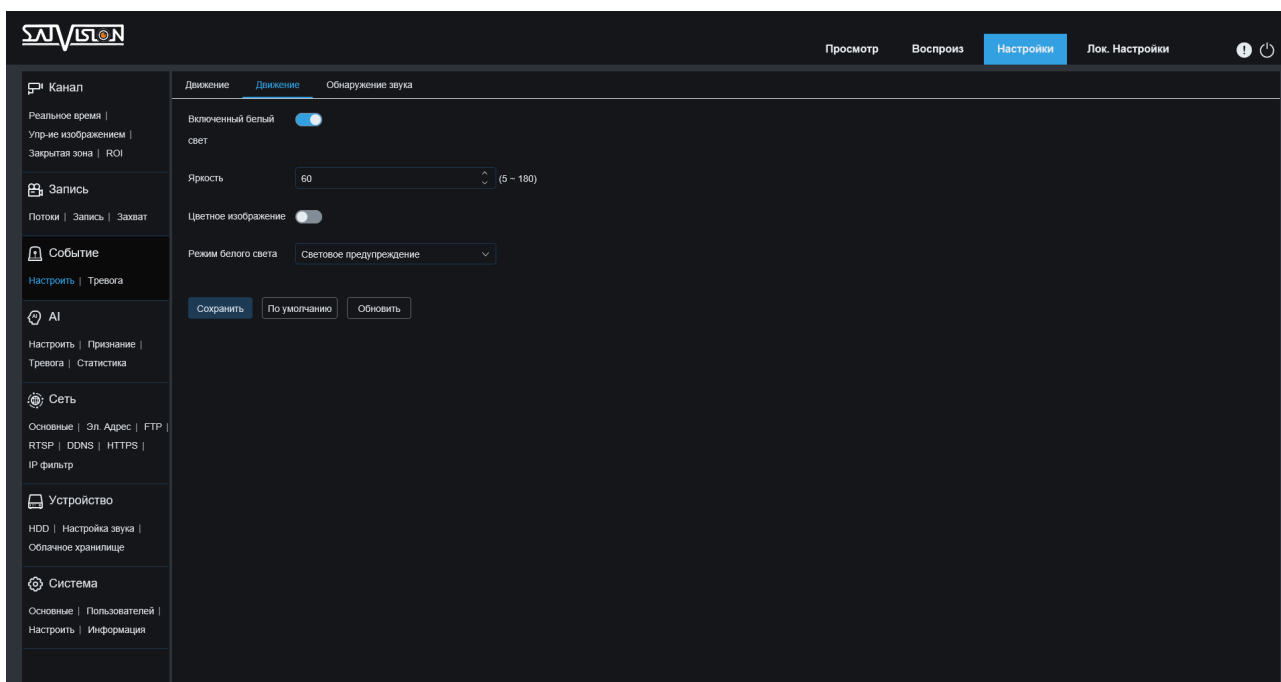 SATVISION
Просмотр Воспроиз Настройки Лок. Настройки
Канал
Реальное время |
Упр-ие изображением |
Закрытая зона | ROI
Запись
Потоки | Запись | Захват
Событие
Настроить | Тревога
AI
Настроить | Признание |
Тревога | Статистика
Сеть
Основные | Эл. Адрес | FTP |
RTSP | DDNS | HTTPS |
IP фильтр
Устройство
HDD | Настройка звука |
Облачное хранилище
Система
Основные | Пользователей |
Настроить | Информация
Движение Движение Обнаружение звука
Включенный белый
свет
Яркость 60 (5 ~ 180)
Цветное изображение
Режим белого света Световое предупреждение
Сохранить По умолчанию Обновить